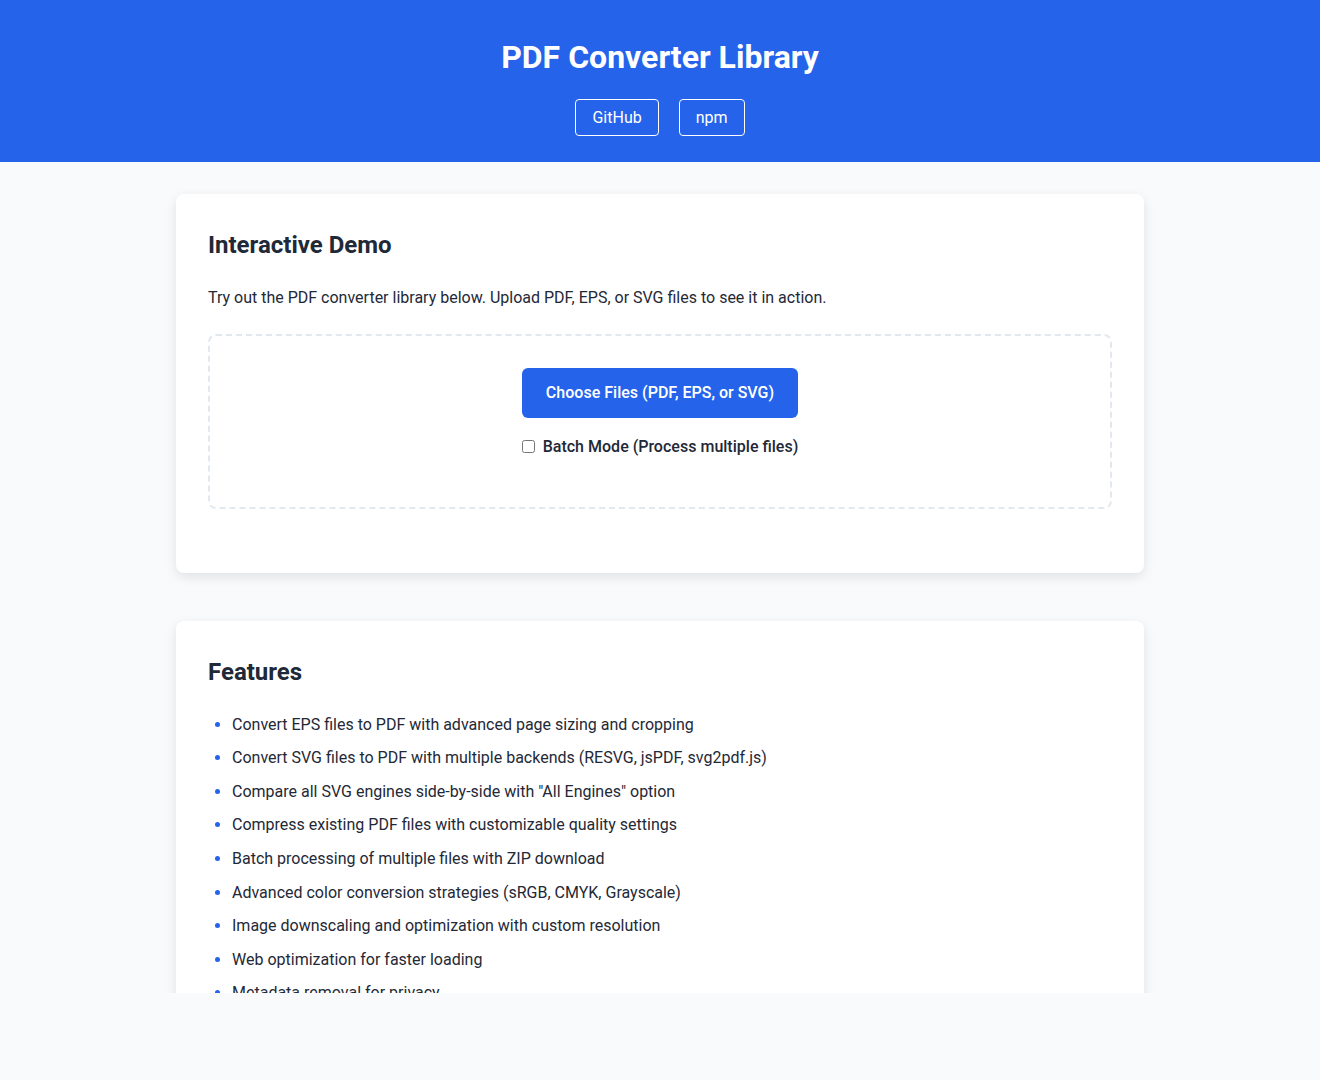 PDF Converter Library
GitHub npm
Interactive Demo
Try out the PDF converter library below. Upload PDF, EPS, or SVG files to see it in action.
Choose Files (PDF, EPS, or SVG)
Batch Mode (Process multiple files)
Features
Convert EPS files to PDF with advanced page sizing and cropping
Convert SVG files to PDF with multiple backends (RESVG, jsPDF, svg2pdf.js)
Compare all SVG engines side-by-side with "All Engines" option
Compress existing PDF files with customizable quality settings
Batch processing of multiple files with ZIP download
Advanced color conversion strategies (sRGB, CMYK, Grayscale)
Image downscaling and optimization with custom resolution
Web optimization for faster loading
Metadata removal for privacy